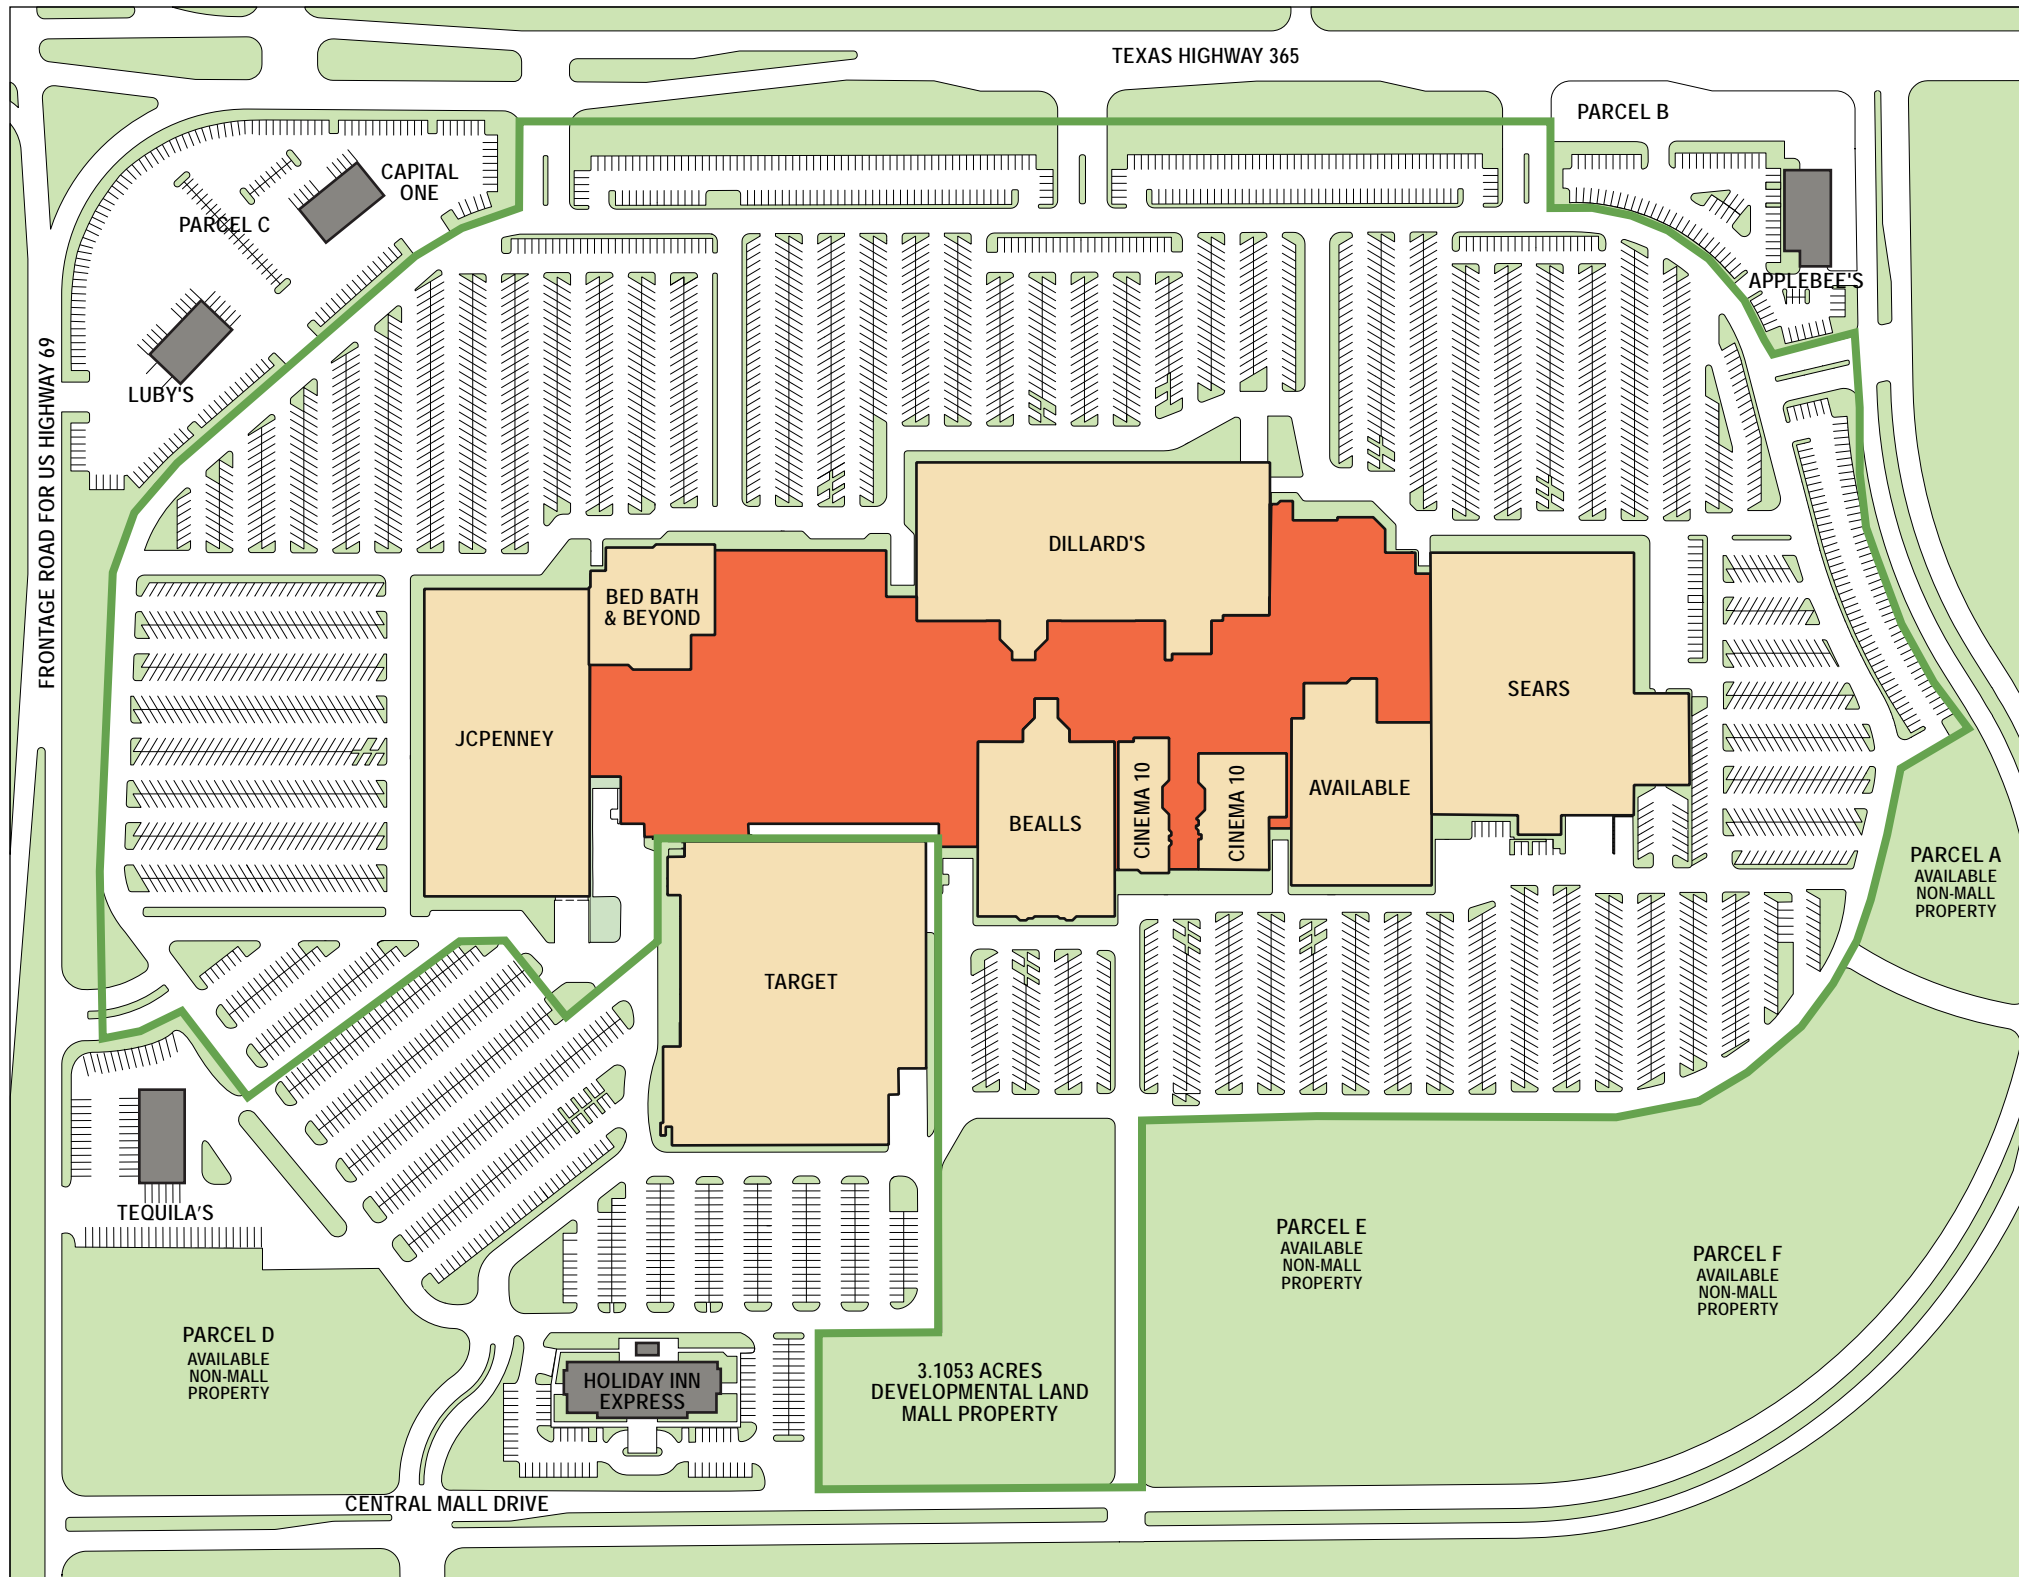 TEXAS HIGHWAY 365
PARCEL B
CAPITAL
ONE
PARCEL C
APPLEBEE'S
LUBY'S
FRONTAGE ROAD FOR US HIGHWAY 69
DILLARD'S
BED BATH
& BEYOND
SEARS
JCPENNEY
AVAILABLE
BEALLS
CINEMA 10
CINEMA 10
PARCEL A
AVAILABLE
NON-MALL
PROPERTY
TARGET
TEQUILA'S
PARCEL E
AVAILABLE
NON-MALL
PROPERTY
PARCEL F
AVAILABLE
NON-MALL
PROPERTY
PARCEL D
AVAILABLE
NON-MALL
PROPERTY
HOLIDAY INN
EXPRESS
3.1053 ACRES
DEVELOPMENTAL LAND
MALL PROPERTY
CENTRAL MALL DRIVE